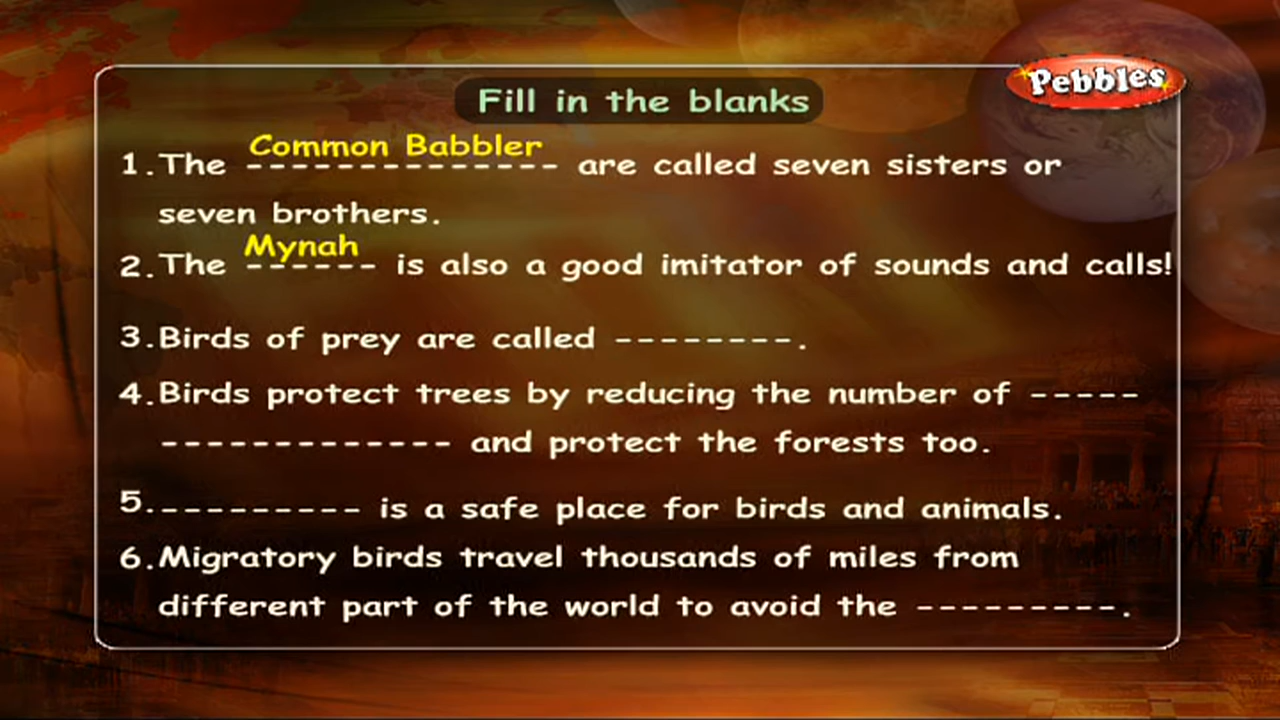 Pebbles
Fill in the blanks
1. The Common Babbler are called seven sisters or
seven brothers.
2. The Mynah is also a good imitator of sounds and calls!
3. Birds of prey are called --------.
4. Birds protect trees by reducing the number of -----
------------- and protect the forests too.
5. ---------- is a safe place for birds and animals.
6. Migratory birds travel thousands of miles from
different part of the world to avoid the ---------.